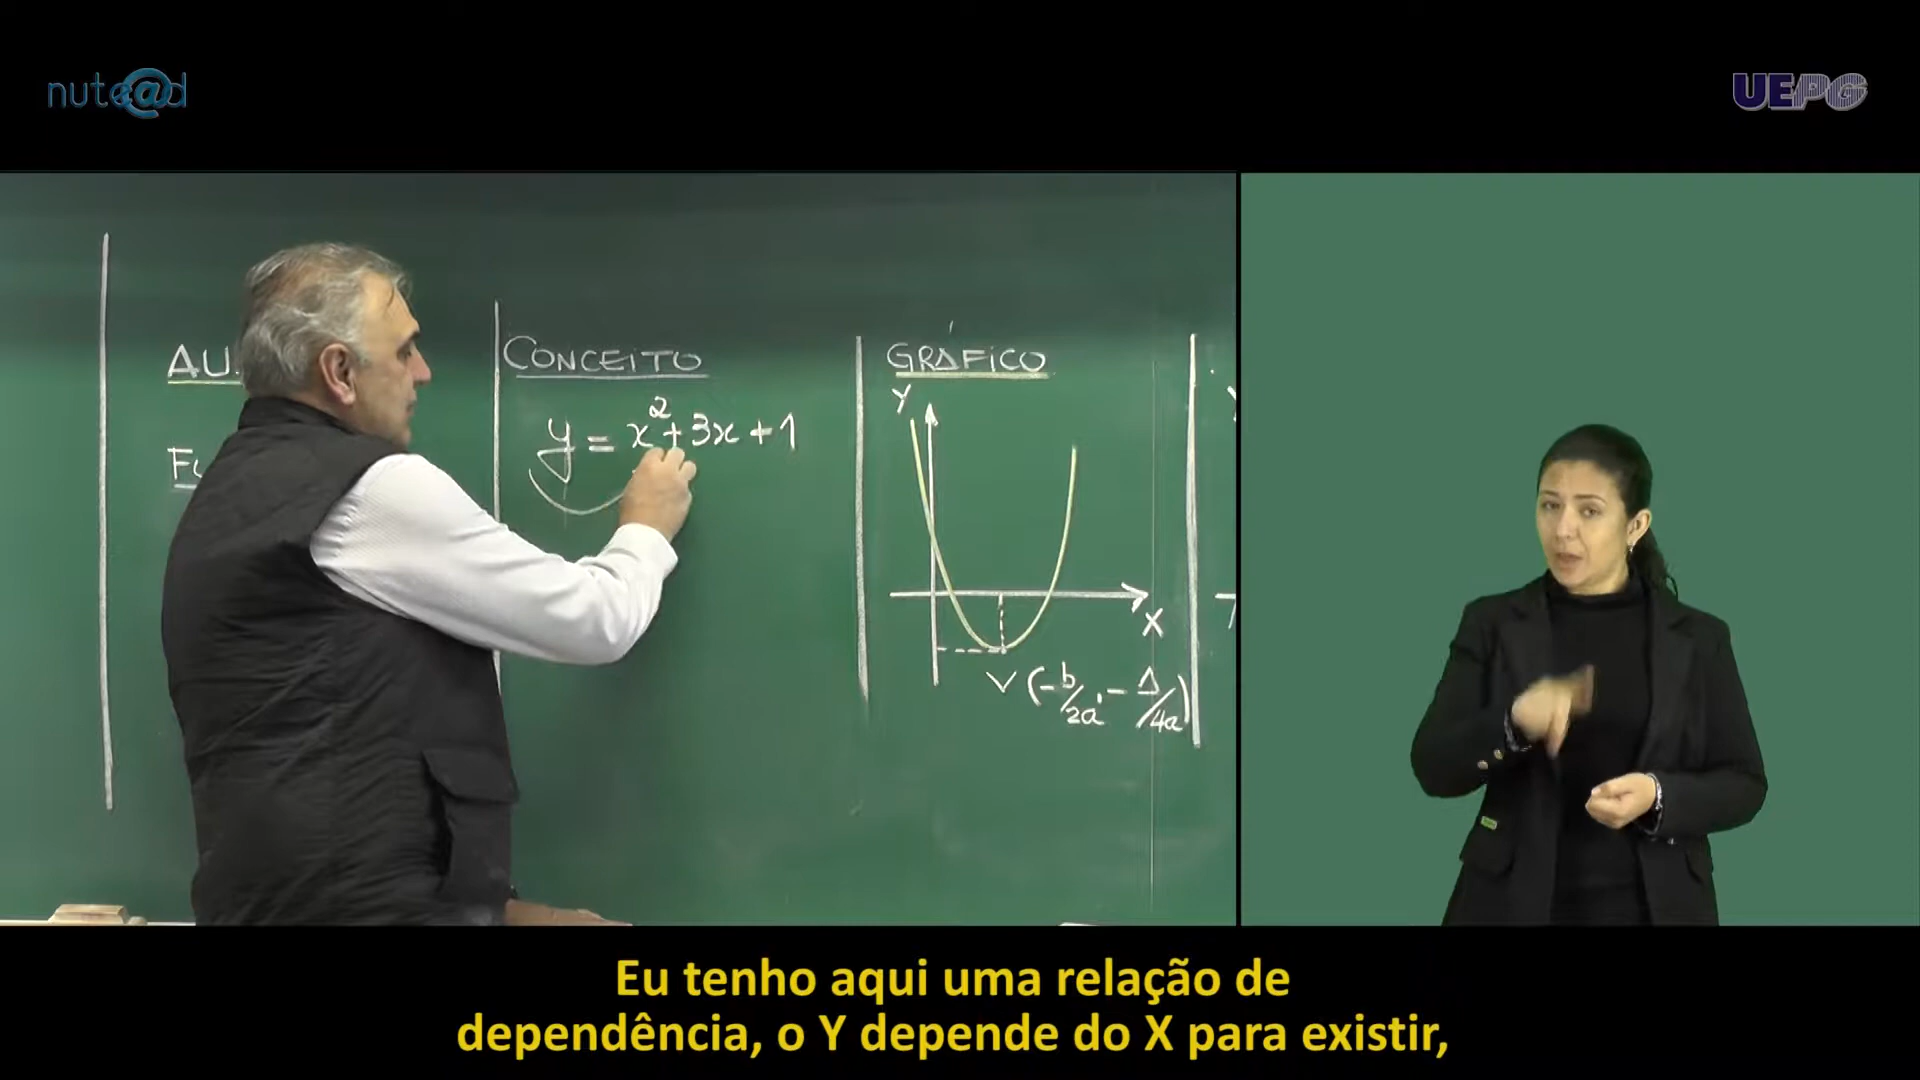 nute@d
UEPG
CONCEITO
GRÁFICO
y = x² + 3x + 1
Y
X
V (-b/2a, -Δ/4a)
Eu tenho aqui uma relação de
dependência, o Y depende do X para existir,